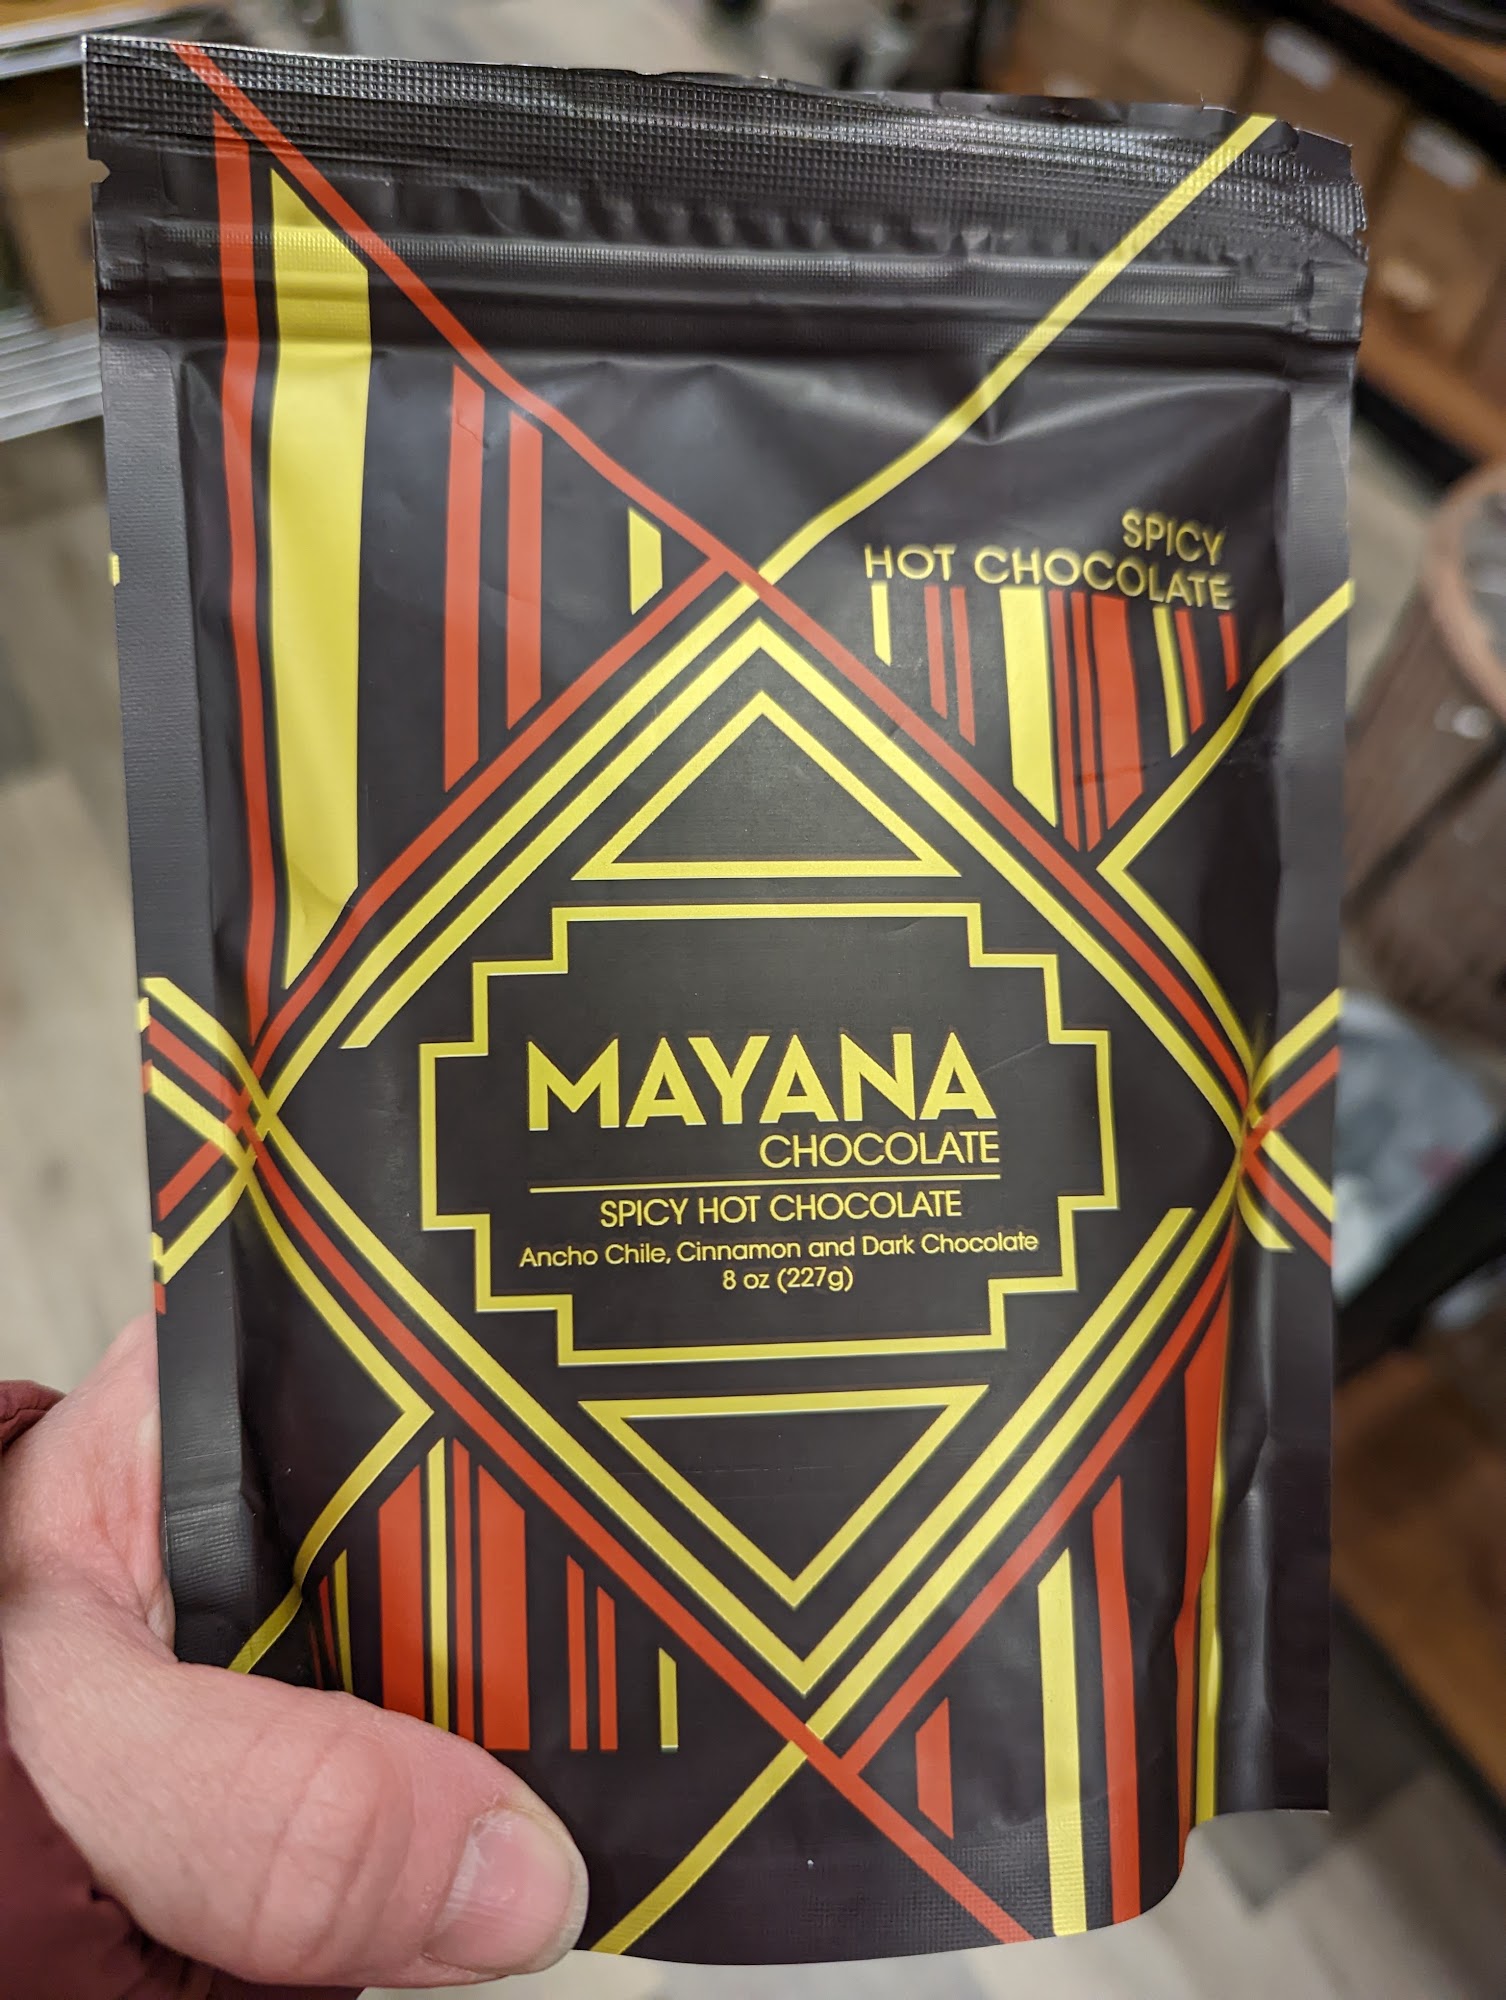 SPICY
HOT CHOCOLATE
MAYANA
CHOCOLATE
SPICY HOT CHOCOLATE
Ancho Chile, Cinnamon and Dark Chocolate
8 oz (227g)